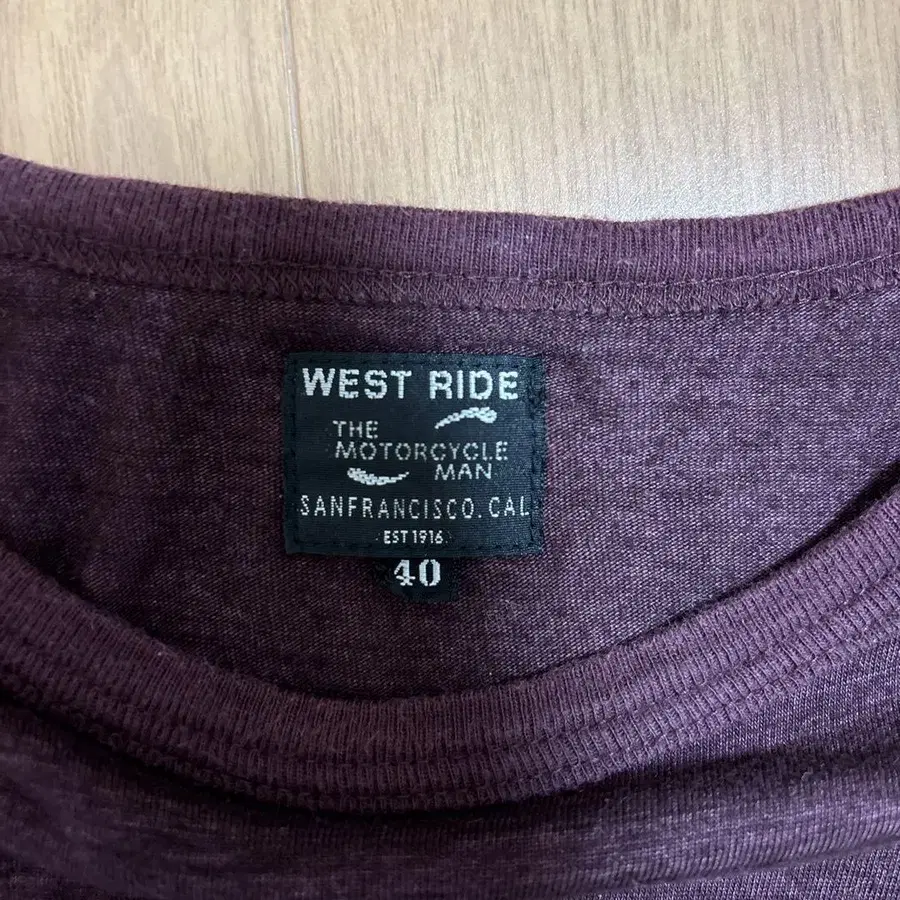 WEST RIDE
THE
MOTORCYCLE
MAN
SANFRANCISCO.CAL
EST 1916
40